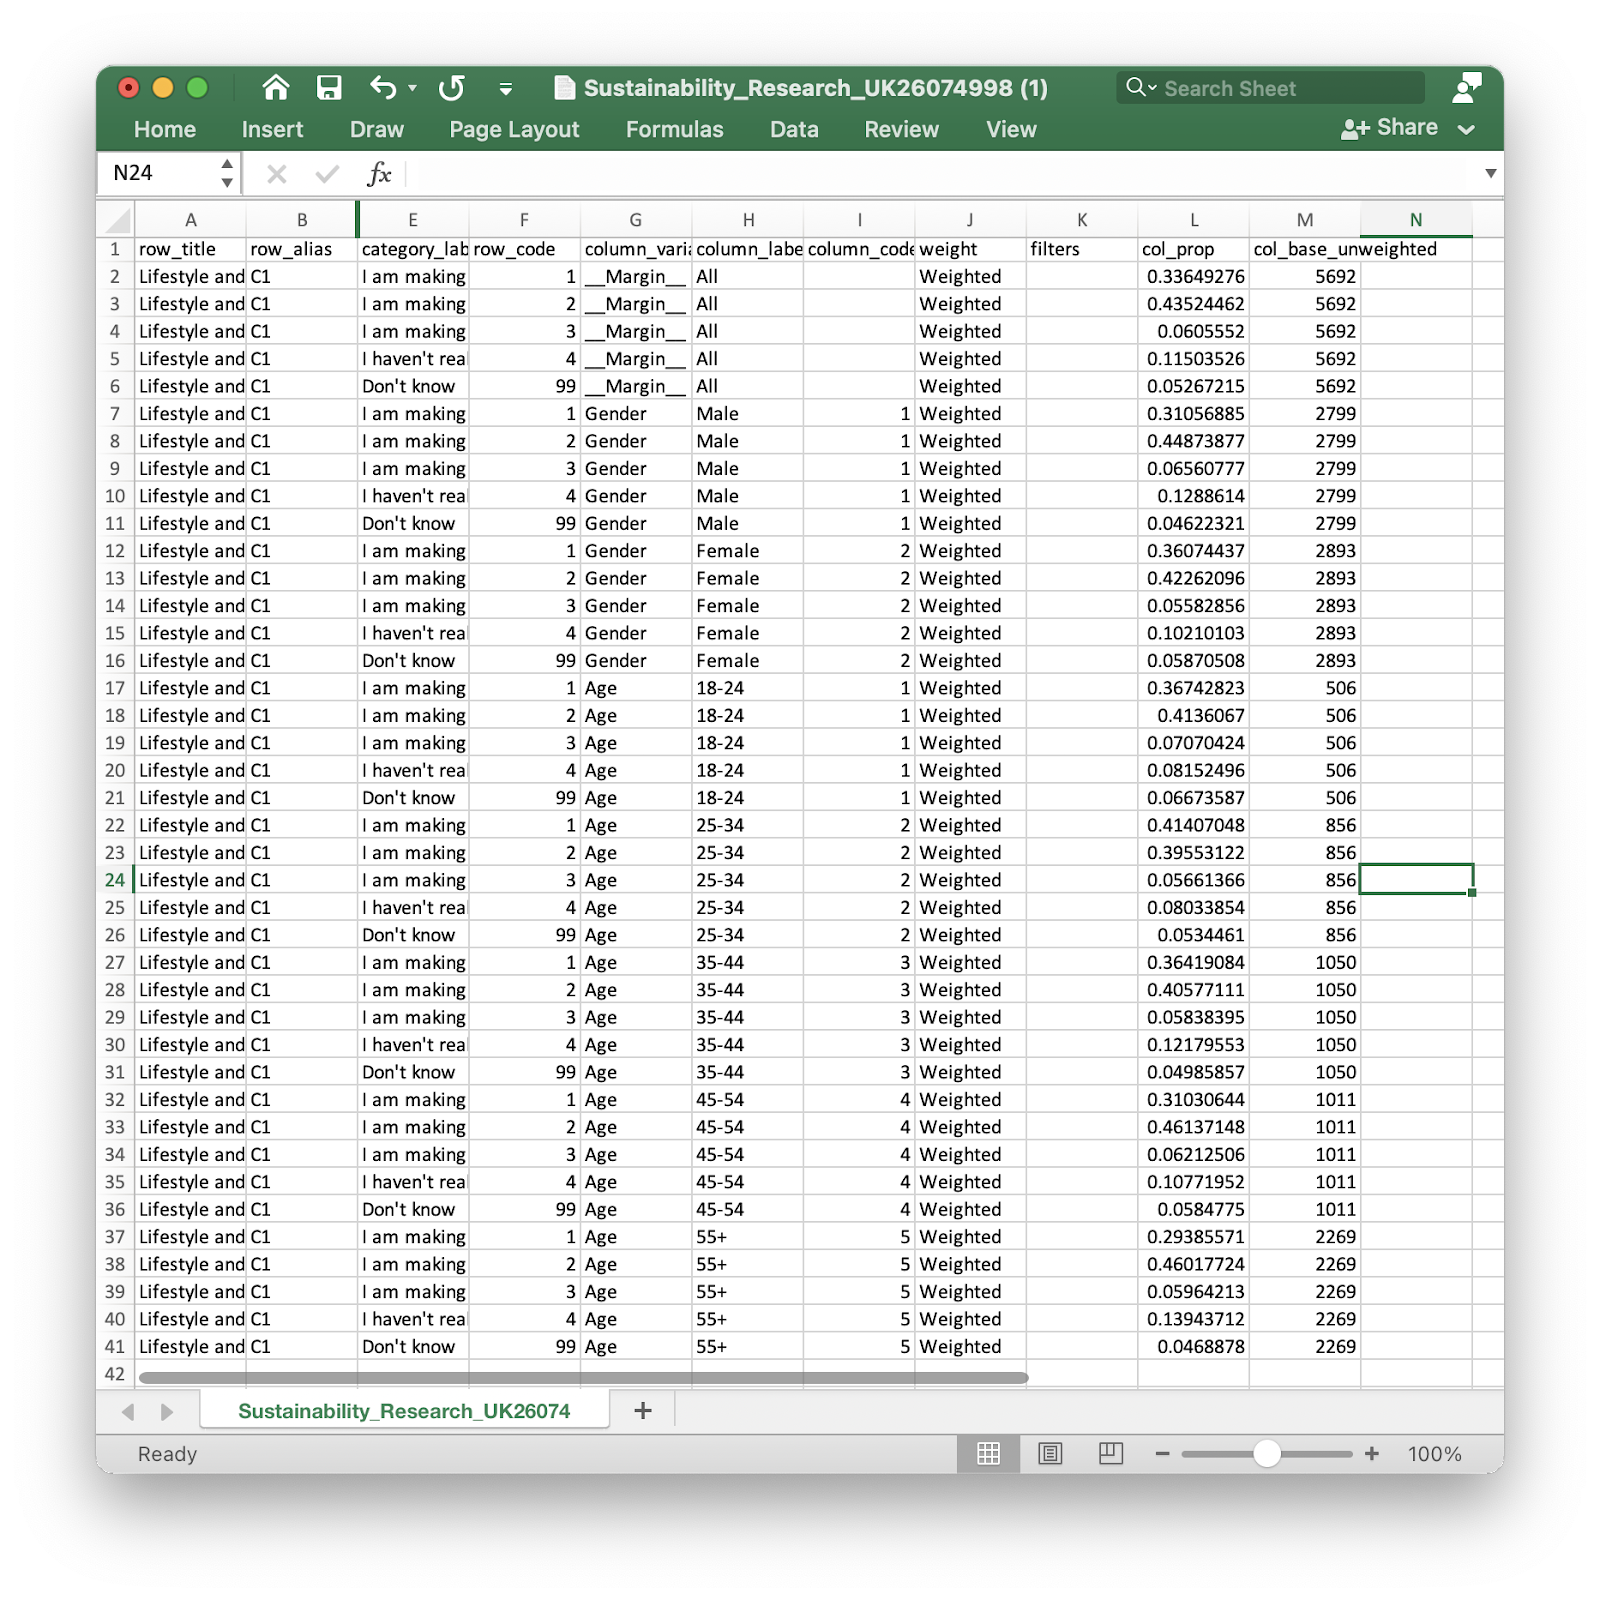 Sustainability_Research_UK26074998 (1)
Search Sheet
Home Insert Draw Page Layout Formulas Data Review View Share
N24 fx
A B E F G H I J K L M N
1 row_title row_alias category_lab row_code column_varia column_labe column_code weight filters col_prop col_base_unweighted
2 Lifestyle and C1 I am making 1 __Margin__ All Weighted 0.33649276 5692
3 Lifestyle and C1 I am making 2 __Margin__ All Weighted 0.43524462 5692
4 Lifestyle and C1 I am making 3 __Margin__ All Weighted 0.0605552 5692
5 Lifestyle and C1 I haven't real 4 __Margin__ All Weighted 0.11503526 5692
6 Lifestyle and C1 Don't know 99 __Margin__ All Weighted 0.05267215 5692
7 Lifestyle and C1 I am making 1 Gender Male 1 Weighted 0.31056885 2799
8 Lifestyle and C1 I am making 2 Gender Male 1 Weighted 0.44873877 2799
9 Lifestyle and C1 I am making 3 Gender Male 1 Weighted 0.06560777 2799
10 Lifestyle and C1 I haven't real 4 Gender Male 1 Weighted 0.1288614 2799
11 Lifestyle and C1 Don't know 99 Gender Male 1 Weighted 0.04622321 2799
12 Lifestyle and C1 I am making 1 Gender Female 2 Weighted 0.36074437 2893
13 Lifestyle and C1 I am making 2 Gender Female 2 Weighted 0.42262096 2893
14 Lifestyle and C1 I am making 3 Gender Female 2 Weighted 0.05582856 2893
15 Lifestyle and C1 I haven't real 4 Gender Female 2 Weighted 0.10210103 2893
16 Lifestyle and C1 Don't know 99 Gender Female 2 Weighted 0.05870508 2893
17 Lifestyle and C1 I am making 1 Age 18-24 1 Weighted 0.36742823 506
18 Lifestyle and C1 I am making 2 Age 18-24 1 Weighted 0.4136067 506
19 Lifestyle and C1 I am making 3 Age 18-24 1 Weighted 0.07070424 506
20 Lifestyle and C1 I haven't real 4 Age 18-24 1 Weighted 0.08152496 506
21 Lifestyle and C1 Don't know 99 Age 18-24 1 Weighted 0.06673587 506
22 Lifestyle and C1 I am making 1 Age 25-34 2 Weighted 0.41407048 856
23 Lifestyle and C1 I am making 2 Age 25-34 2 Weighted 0.39553122 856
24 Lifestyle and C1 I am making 3 Age 25-34 2 Weighted 0.05661366 856
25 Lifestyle and C1 I haven't real 4 Age 25-34 2 Weighted 0.08033854 856
26 Lifestyle and C1 Don't know 99 Age 25-34 2 Weighted 0.0534461 856
27 Lifestyle and C1 I am making 1 Age 35-44 3 Weighted 0.36419084 1050
28 Lifestyle and C1 I am making 2 Age 35-44 3 Weighted 0.40577111 1050
29 Lifestyle and C1 I am making 3 Age 35-44 3 Weighted 0.05838395 1050
30 Lifestyle and C1 I haven't real 4 Age 35-44 3 Weighted 0.12179553 1050
31 Lifestyle and C1 Don't know 99 Age 35-44 3 Weighted 0.04985857 1050
32 Lifestyle and C1 I am making 1 Age 45-54 4 Weighted 0.31030644 1011
33 Lifestyle and C1 I am making 2 Age 45-54 4 Weighted 0.46137148 1011
34 Lifestyle and C1 I am making 3 Age 45-54 4 Weighted 0.06212506 1011
35 Lifestyle and C1 I haven't real 4 Age 45-54 4 Weighted 0.10771952 1011
36 Lifestyle and C1 Don't know 99 Age 45-54 4 Weighted 0.0584775 1011
37 Lifestyle and C1 I am making 1 Age 55+ 5 Weighted 0.29385571 2269
38 Lifestyle and C1 I am making 2 Age 55+ 5 Weighted 0.46017724 2269
39 Lifestyle and C1 I am making 3 Age 55+ 5 Weighted 0.05964213 2269
40 Lifestyle and C1 I haven't real 4 Age 55+ 5 Weighted 0.13943712 2269
41 Lifestyle and C1 Don't know 99 Age 55+ 5 Weighted 0.0468878 2269
42
Sustainability_Research_UK26074
Ready 100%